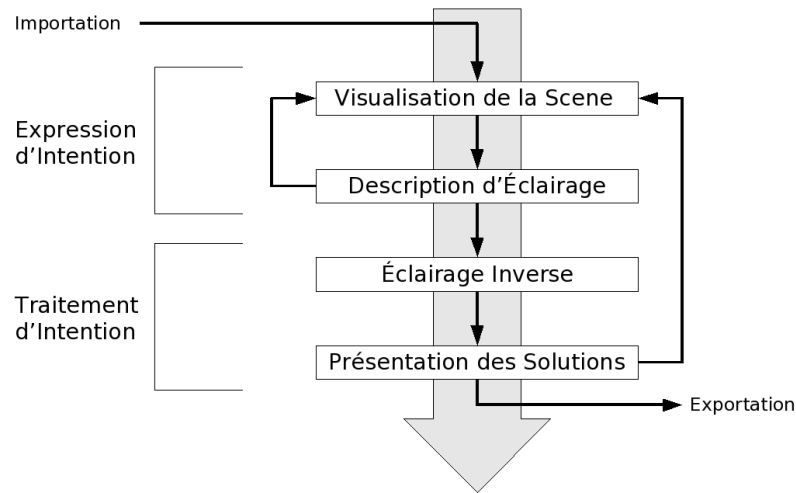 Importation
Visualisation de la Scene
Expression
d’Intention
Description d’Éclairage
Éclairage Inverse
Traitement
d’Intention
Présentation des Solutions
Exportation